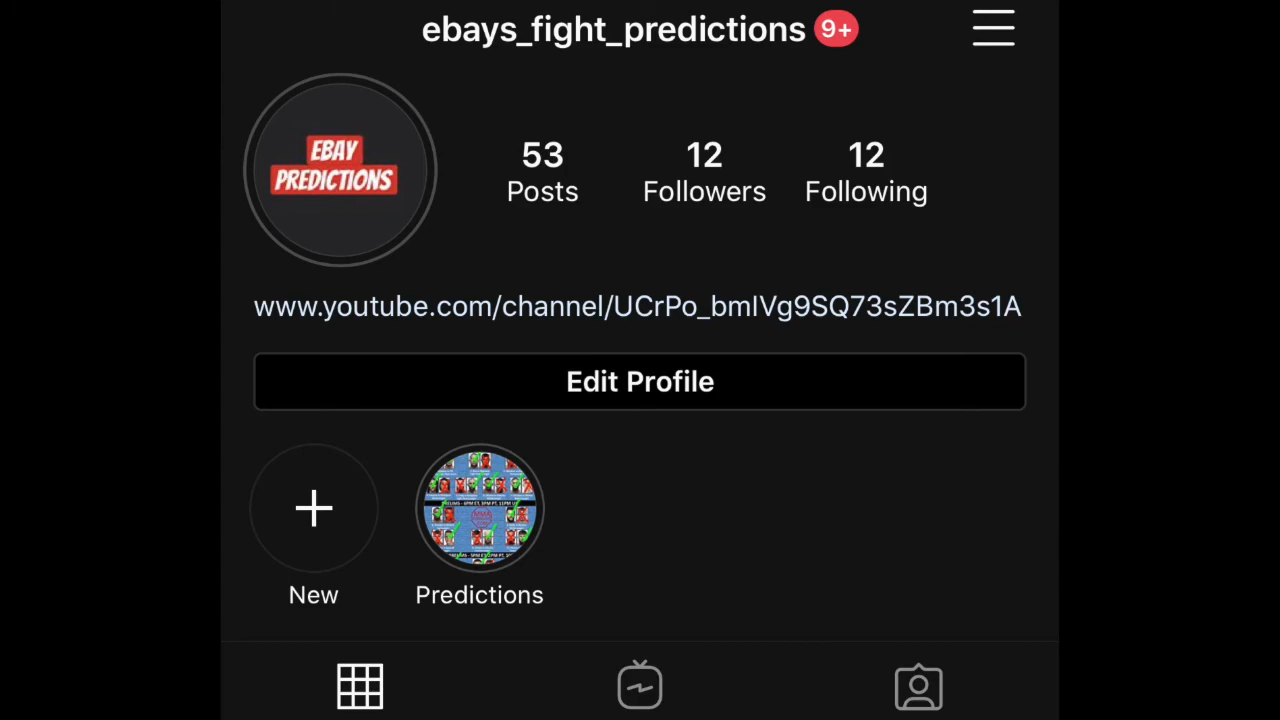 ebays_fight_predictions 9+
EBAY
PREDICTIONS
53 12 12
Posts Followers Following
www.youtube.com/channel/UCrPo_bmIVg9SQ73sZBm3s1A
Edit Profile
New Predictions